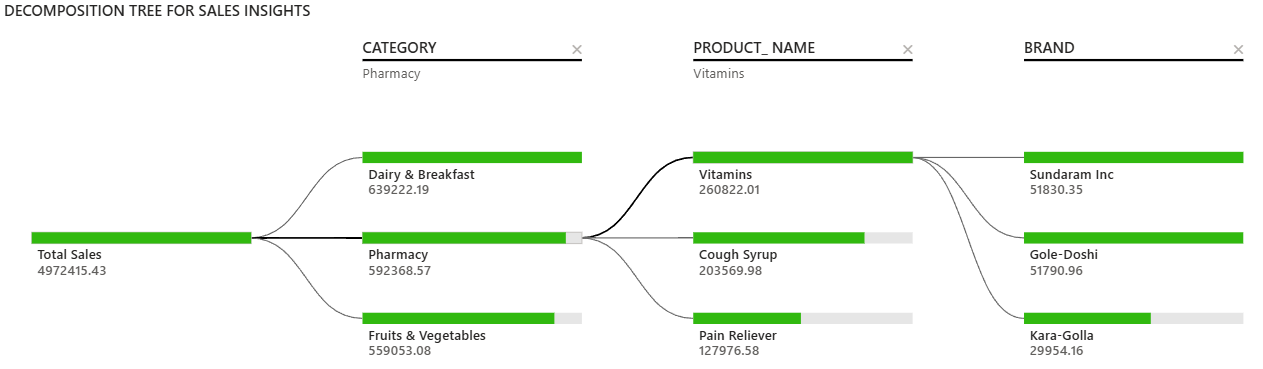 DECOMPOSITION TREE FOR SALES INSIGHTS
CATEGORY ×
Pharmacy
PRODUCT_ NAME ×
Vitamins
BRAND ×
Total Sales
4972415.43
Dairy & Breakfast
639222.19
Pharmacy
592368.57
Fruits & Vegetables
559053.08
Vitamins
260822.01
Cough Syrup
203569.98
Pain Reliever
127976.58
Sundaram Inc
51830.35
Gole-Doshi
51790.96
Kara-Golla
29954.16